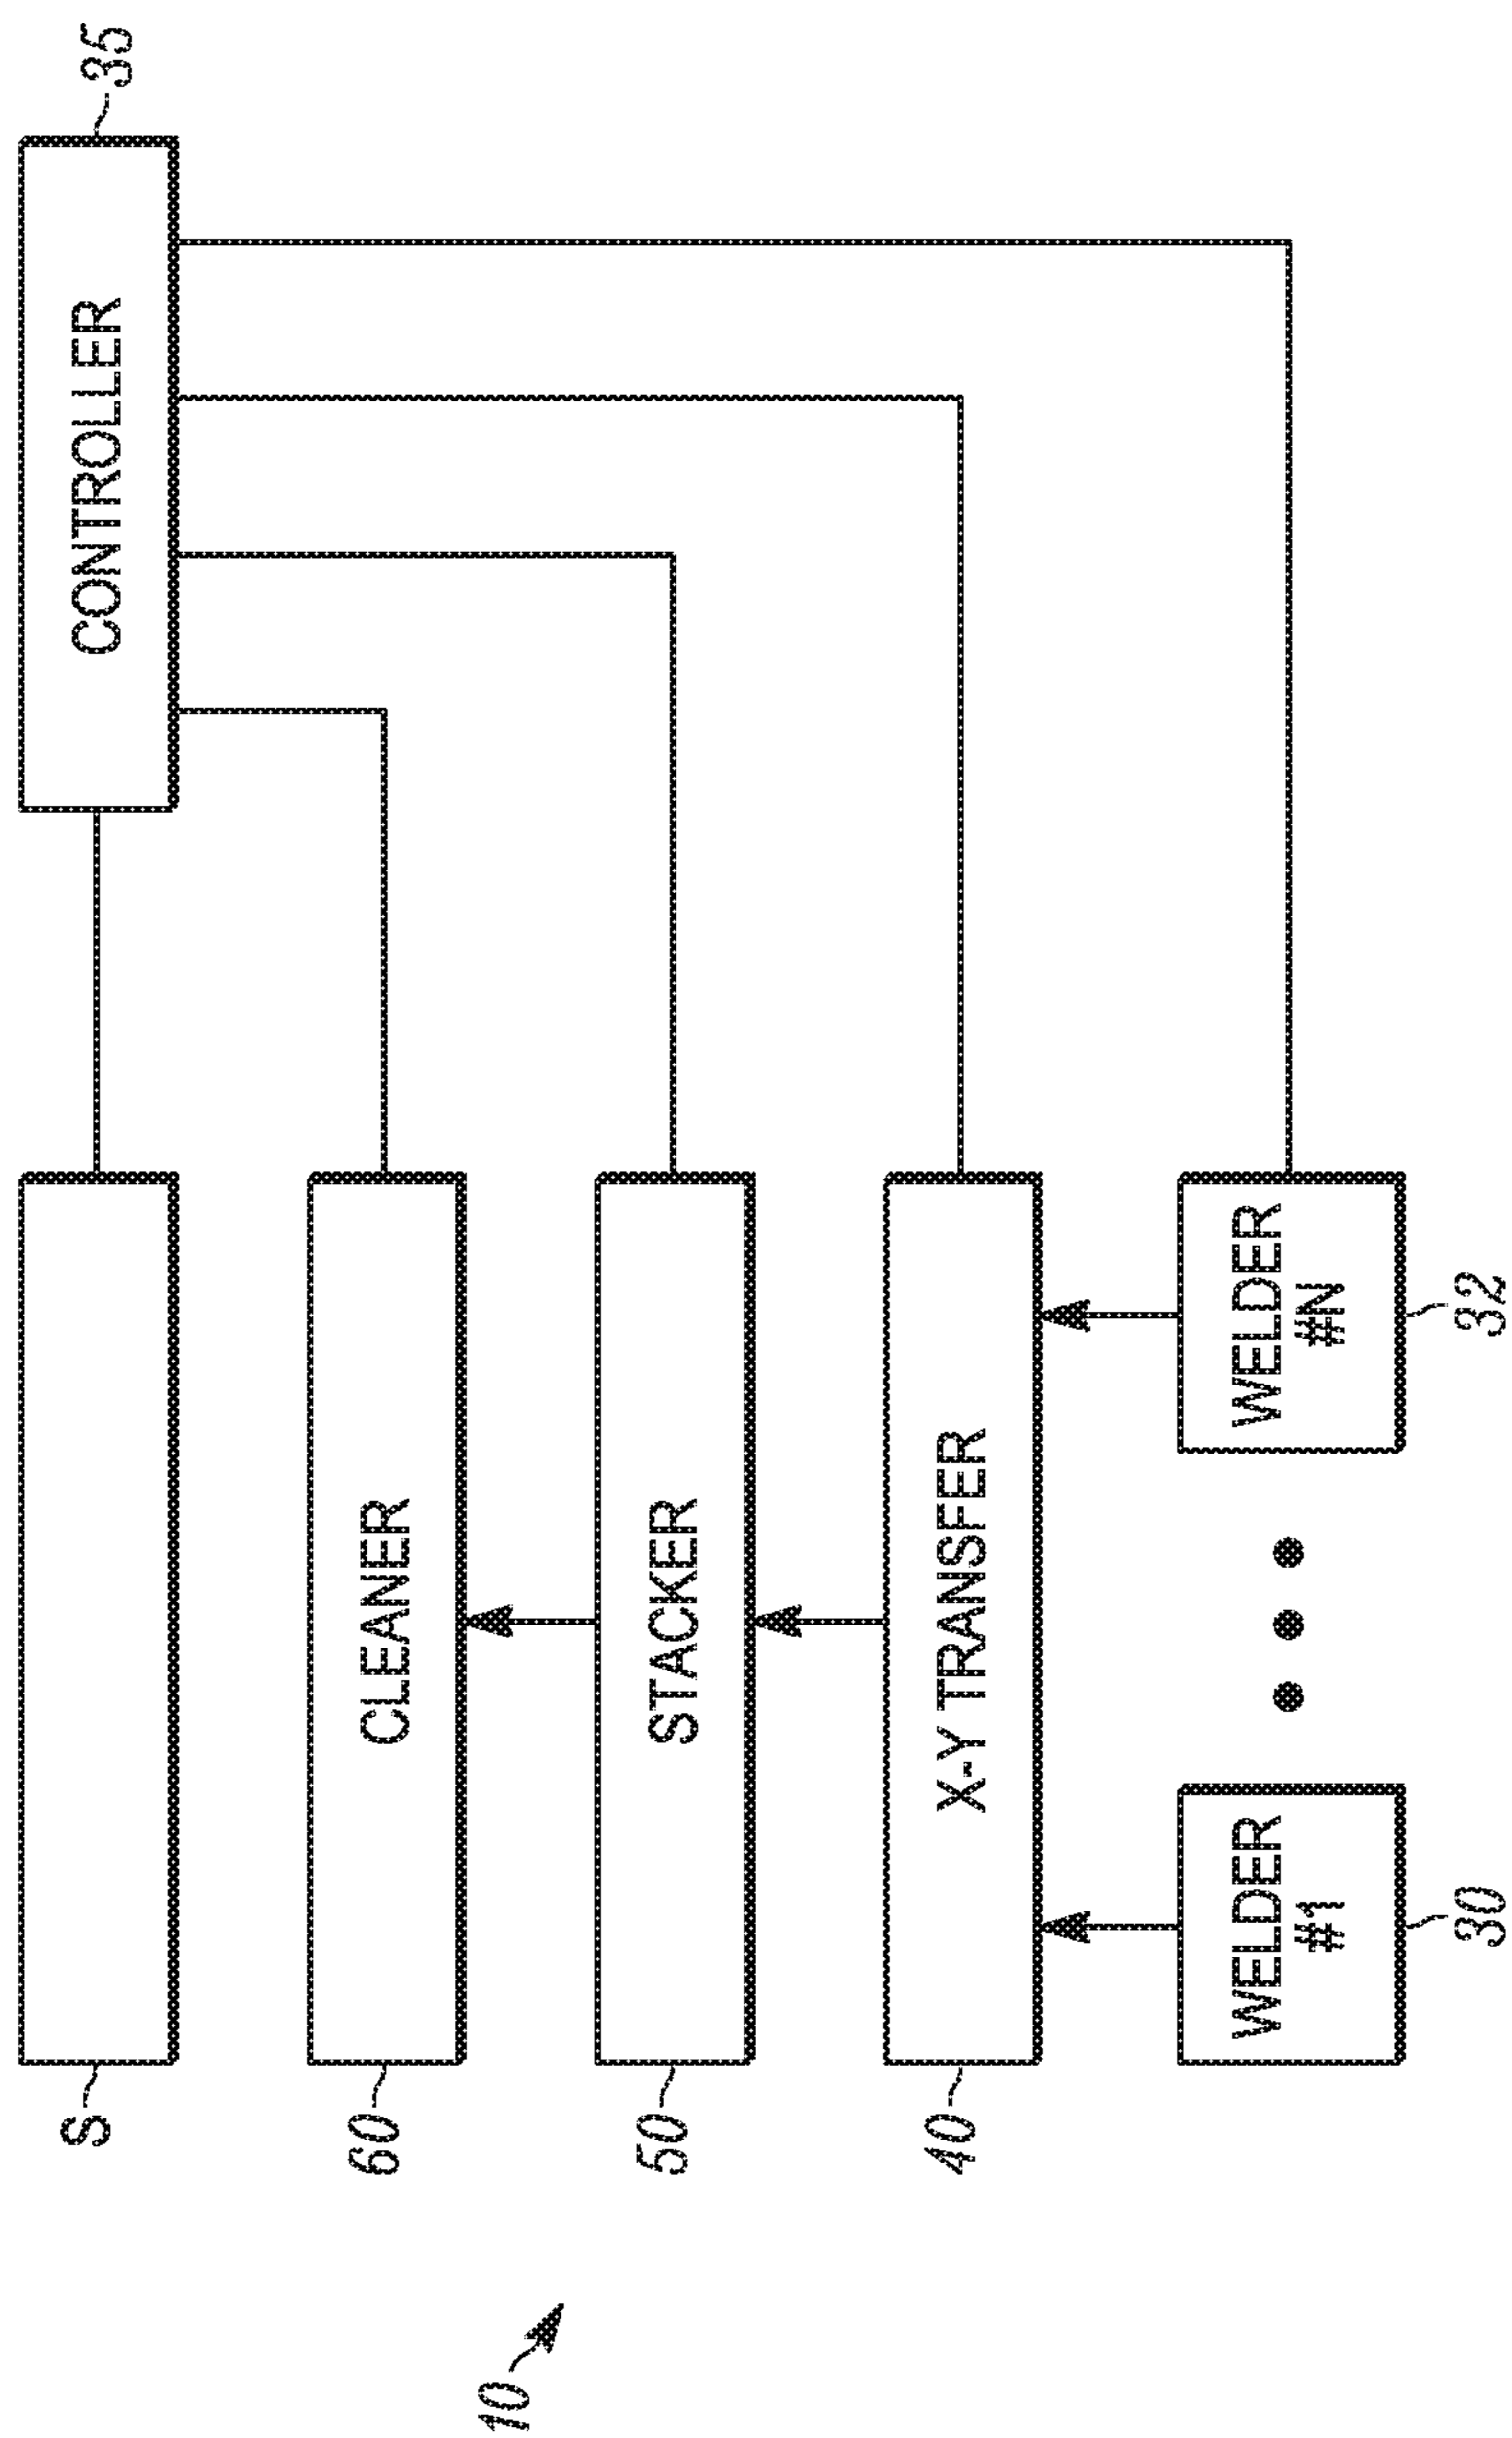 S
CONTROLLER
35
60
CLEANER
10
50
STACKER
40
X-Y TRANSFER
WELDER
#1
WELDER
#N
30
32